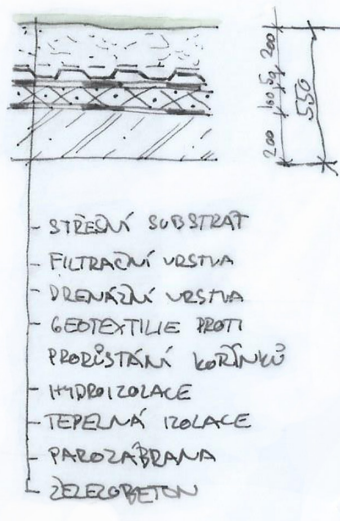 200
50
100
200
550
STŘEŠNÍ SUBSTRÁT
FILTRAČNÍ VRSTVA
DRENÁŽNÍ VRSTVA
GEOTEXTILIE PROTI
PRORŮSTÁNÍ KOŘÍNKŮ
HYDROIZOLACE
TEPELNÁ IZOLACE
PAROZÁBRANA
ŽELEZOBETON